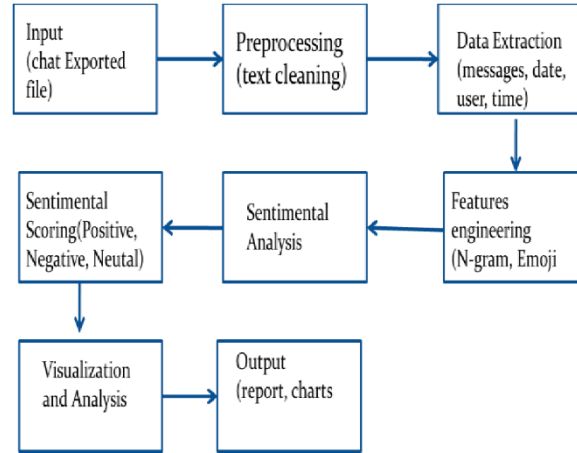 Input
(chat Exported
file)
Preprocessing
(text cleaning)
Data Extraction
(messages, date,
user, time)
Features
engineering
(N-gram, Emoji
Sentimental
Analysis
Sentimental
Scoring(Positive,
Negative, Neutal)
Visualization
and Analysis
Output
(report, charts